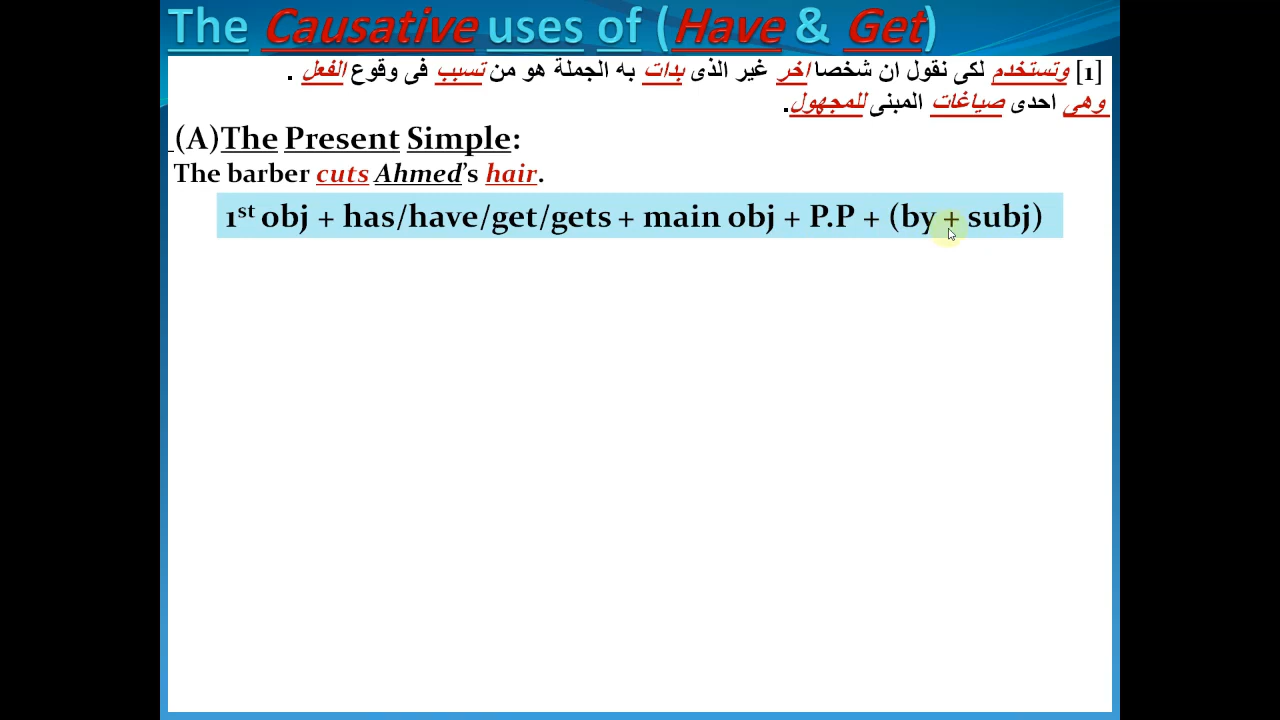 The Causative uses of (Have & Get)
[1] وتستخدم لكى نقول ان شخصا اخر غير الذى بدات به الجملة هو من تسبب فى وقوع الفعل .
وهى احدى صياغات المبنى للمجهول.
(A)The Present Simple:
The barber cuts Ahmed’s hair.
1st obj + has/have/get/gets + main obj + P.P + (by + subj)